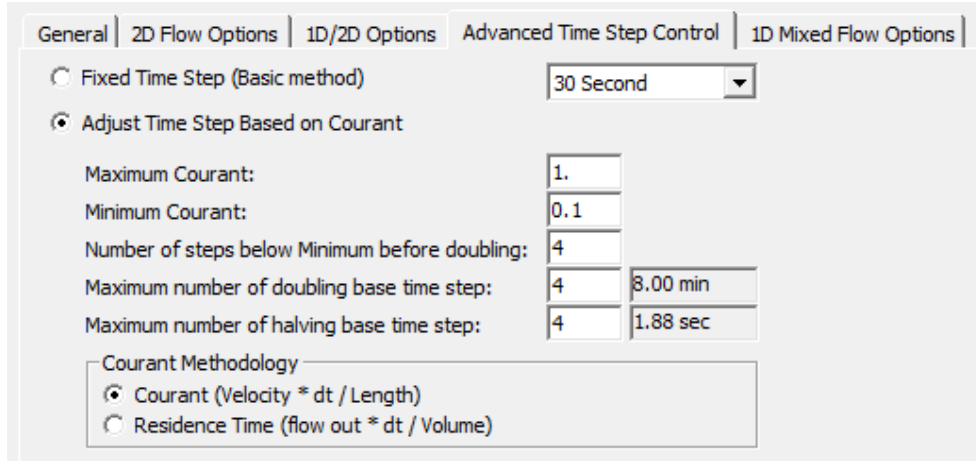 General 2D Flow Options 1D/2D Options Advanced Time Step Control 1D Mixed Flow Options
Fixed Time Step (Basic method) 30 Second
Adjust Time Step Based on Courant
Maximum Courant: 1.
Minimum Courant: 0.1
Number of steps below Minimum before doubling: 4
Maximum number of doubling base time step: 4 8.00 min
Maximum number of halving base time step: 4 1.88 sec
Courant Methodology
Courant (Velocity * dt / Length)
Residence Time (flow out * dt / Volume)